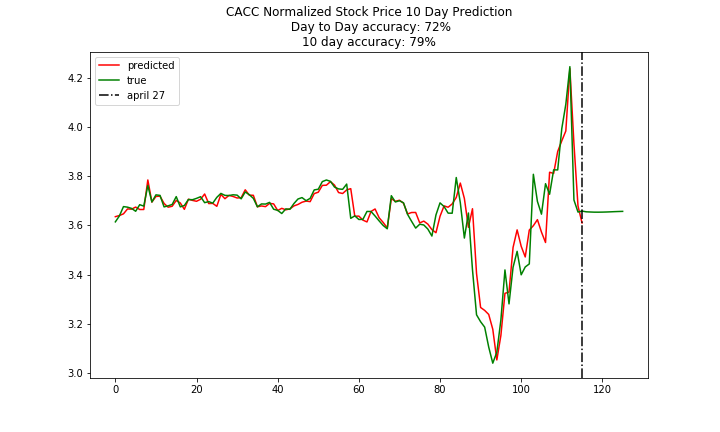 CACC Normalized Stock Price 10 Day Prediction
Day to Day accuracy: 72%
10 day accuracy: 79%
predicted
true
april 27
4.2
4.0
3.8
3.6
3.4
3.2
3.0
0 20 40 60 80 100 120